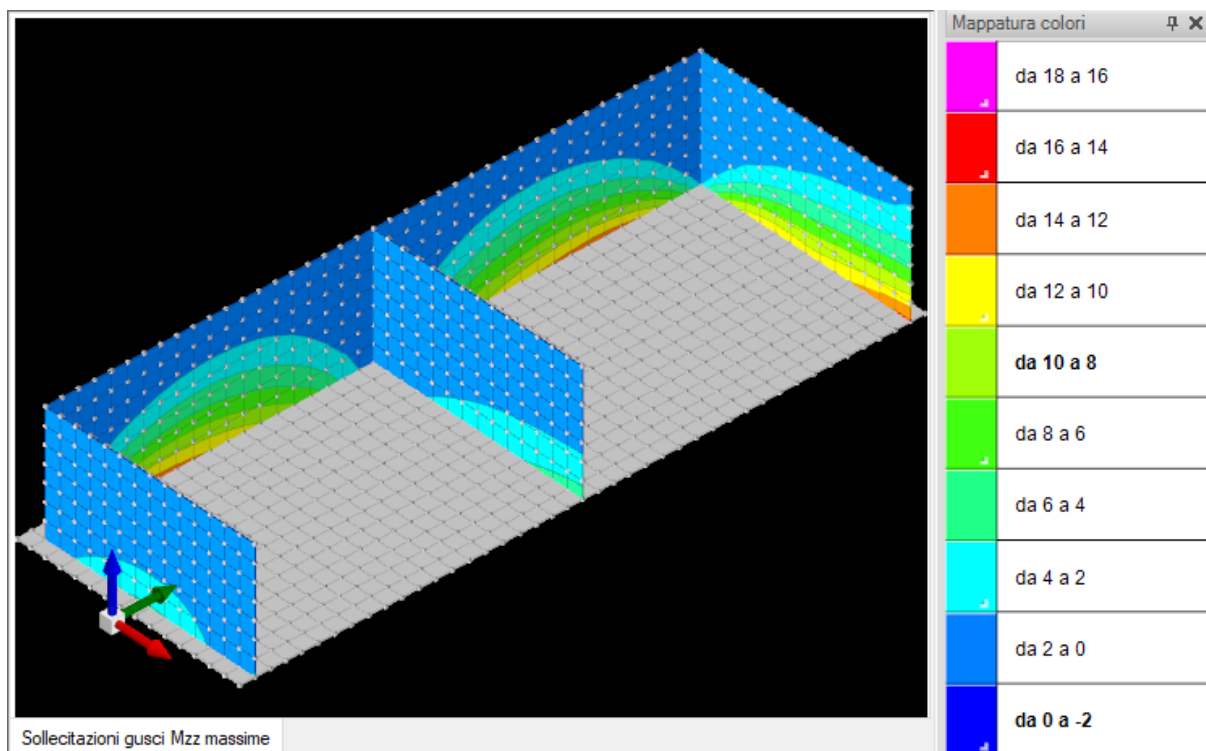 Mappatura colori
da 18 a 16
da 16 a 14
da 14 a 12
da 12 a 10
da 10 a 8
da 8 a 6
da 6 a 4
da 4 a 2
da 2 a 0
da 0 a -2
Sollecitazioni gusci Mzz massime